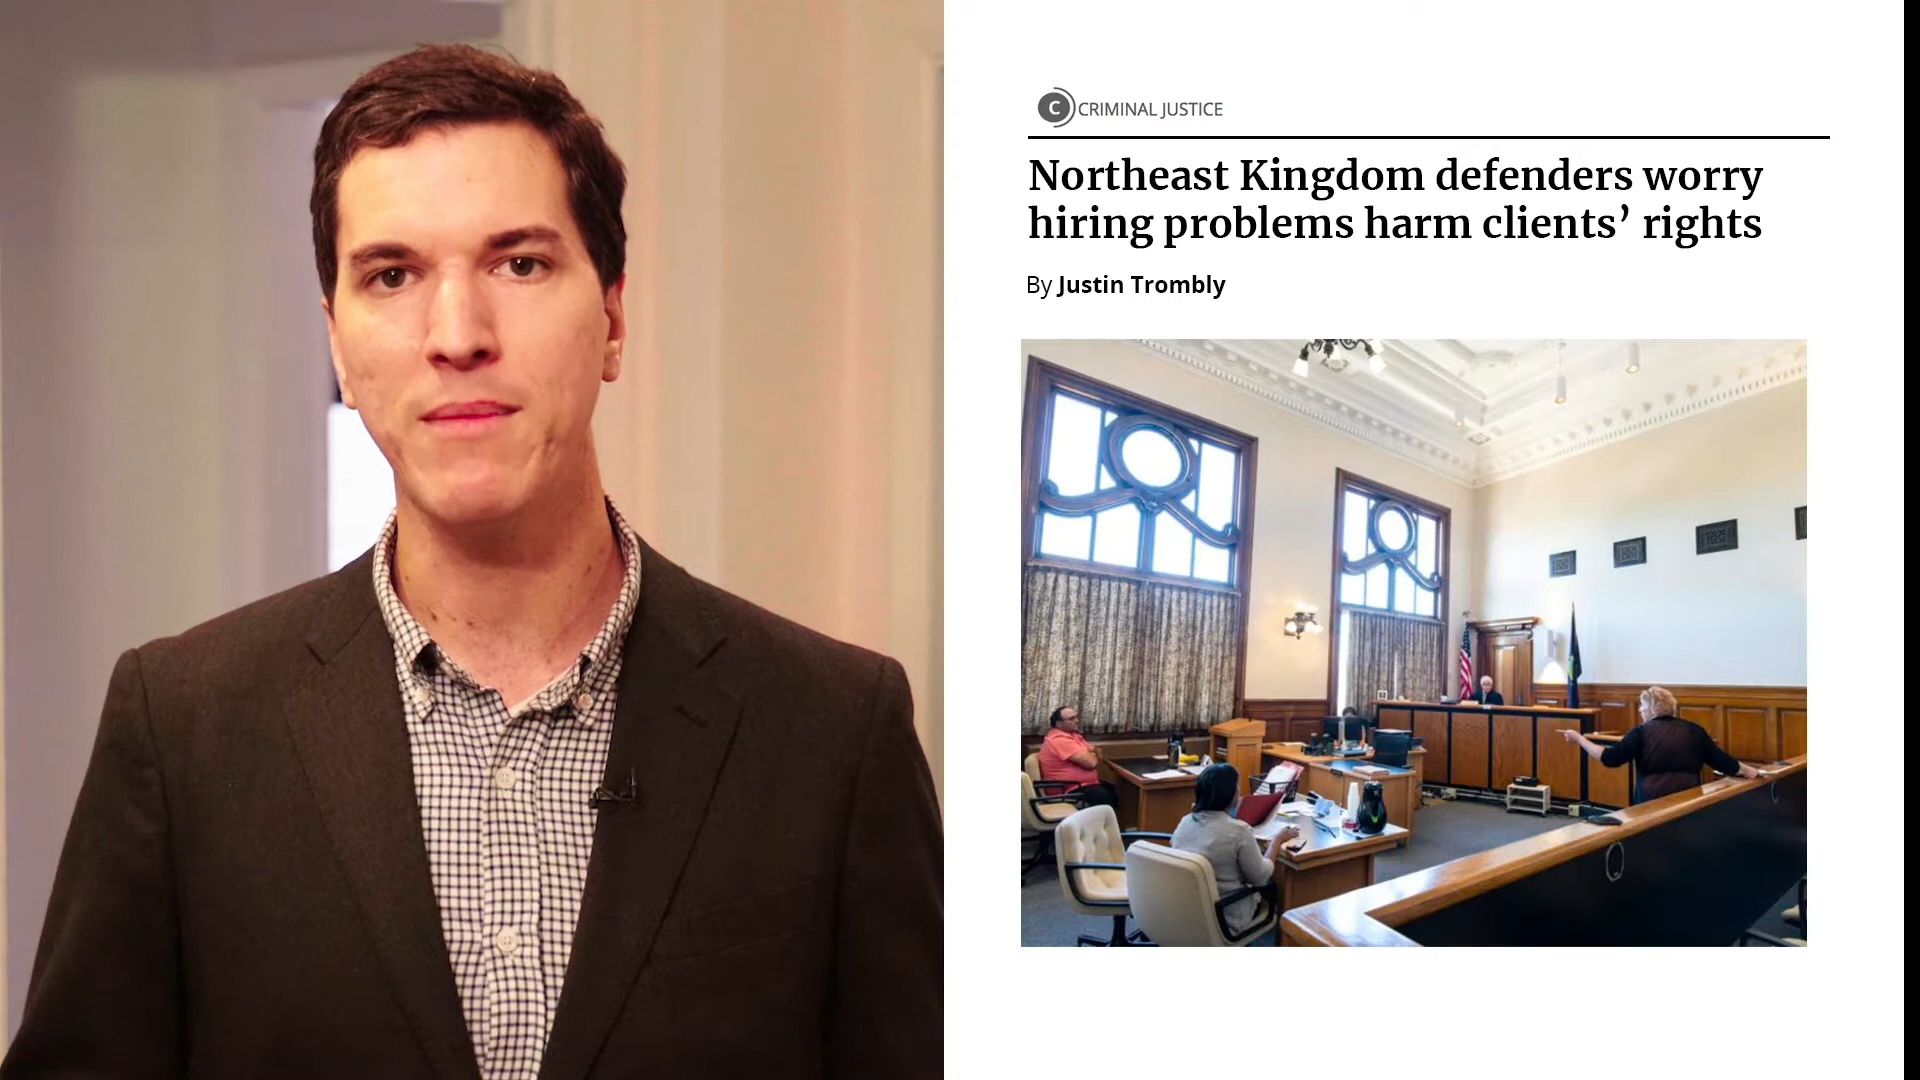 C CRIMINAL JUSTICE
Northeast Kingdom defenders worry
hiring problems harm clients’ rights
By Justin Trombly